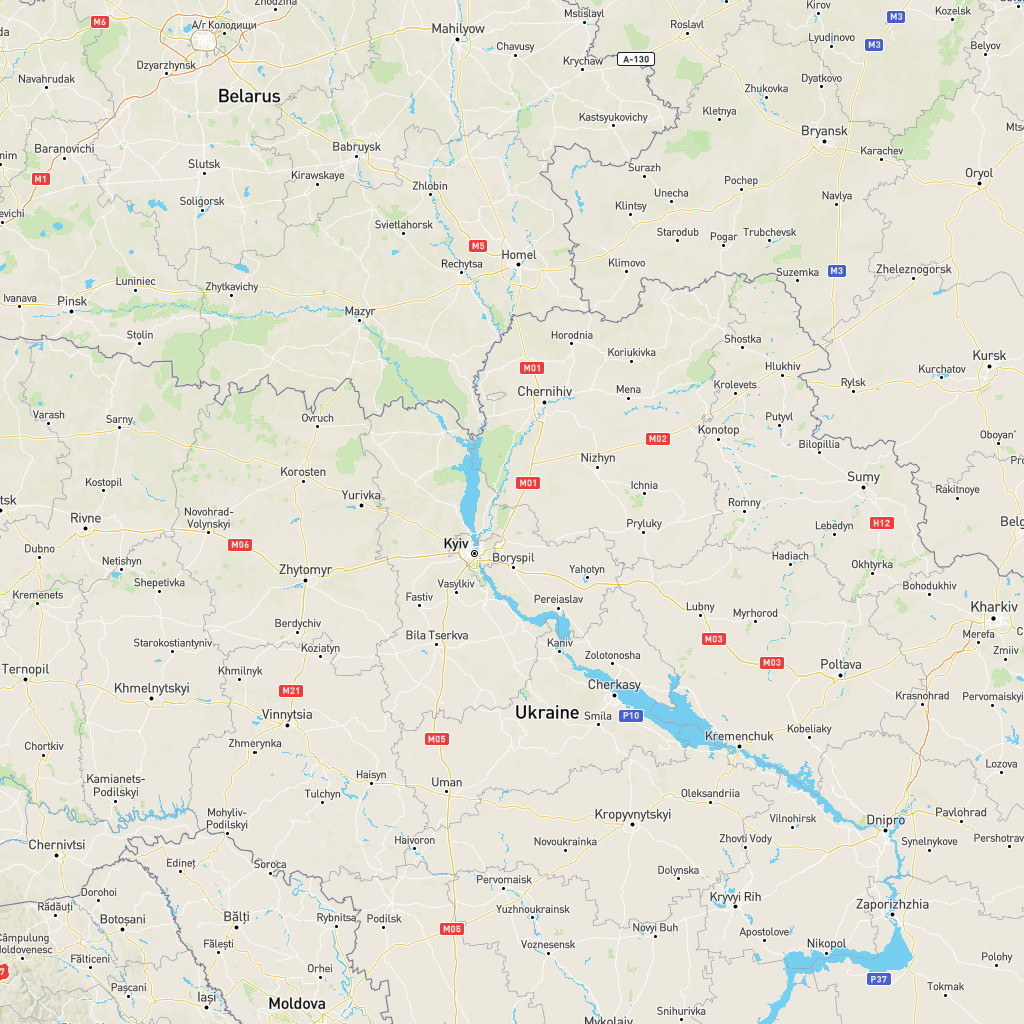 M6
А/г Колодищи
Zhodzina
Mahilyow
Mstsislaŭ
Roslavl
Kirov
M3
Kozelsk
Dzyarzhynsk
Chavusy
Krychaw
A-130
Lyudinovo
M3
Belyov
Navahrudak
Belarus
Zhukovka
Dyatkovo
Kastsyukovichy
Kletnya
Bryansk
Baranovichi
Babruysk
Karachev
Slutsk
Kirawskaye
M1
Zhlobin
Surazh
Pochep
Oryol
Unecha
Navlya
Soligorsk
Klintsy
Svietlahorsk
Starodub
Pogar
Trubchevsk
M5
Homel
Rechytsa
Klimovo
Suzemka
M3
Zheleznogorsk
Luniniec
Zhytkavichy
Ivanava
Pinsk
Mazyr
Stolin
Horodnia
Shostka
Koriukivka
Kursk
M01
Hlukhiv
Kurchatov
Chernihiv
Mena
Krolevets
Rylsk
Varash
Sarny
Ovruch
Putyvl
Konotop
M02
Bilopillia
Oboyan’
Nizhyn
Korosten
Sumy
Kostopil
M01
Ichnia
Rakitnoye
Yurivka
Romny
Rivne
Novohrad-
Volynskyi
Pryluky
Lebedyn
H12
Dubno
M06
Kyiv
Boryspil
Netishyn
Hadiach
Okhtyrka
Zhytomyr
Yahotyn
Shepetivka
Vasylkiv
Bohodukhiv
Kremenets
Fastiv
Pereiaslav
Lubny
Myrhorod
Kharkiv
Berdychiv
Bila Tserkva
M03
Merefa
Starokostiantyniv
Koziatyn
Kaniv
Zmiiv
Zolotonosha
M03
Poltava
Ternopil
Khmilnyk
Khmelnytskyi
M21
Cherkasy
Krasnohrad
Pervomaiskyi
Ukraine
P10
Vinnytsia
Smila
Kobeliaky
M05
Kremenchuk
Zhmerynka
Chortkiv
Lozova
Kamianets-
Podilskyi
Haisyn
Uman
Tulchyn
Oleksandriia
Mohyliv-
Podilskyi
Kropyvnytskyi
Vilnohirsk
Dnipro
Pavlohrad
Chernivtsi
Haivoron
Novoukrainka
Zhovti Vody
Synelnykove
Edineț
Soroca
Dolynska
Pervomaisk
Dorohoi
Kryvyi Rih
Rădăuți
Botoșani
Bălți
Rybnitsa
Podilsk
Yuzhnoukrainsk
Zaporizhzhia
M05
Novyi Buh
Apostolove
Fălești
Voznesensk
Nikopol
Câmpulung
Fălticeni
Polohy
Orhei
P37
Pașcani
Iași
Moldova
Tokmak
Snihurivka
Mykolaiv